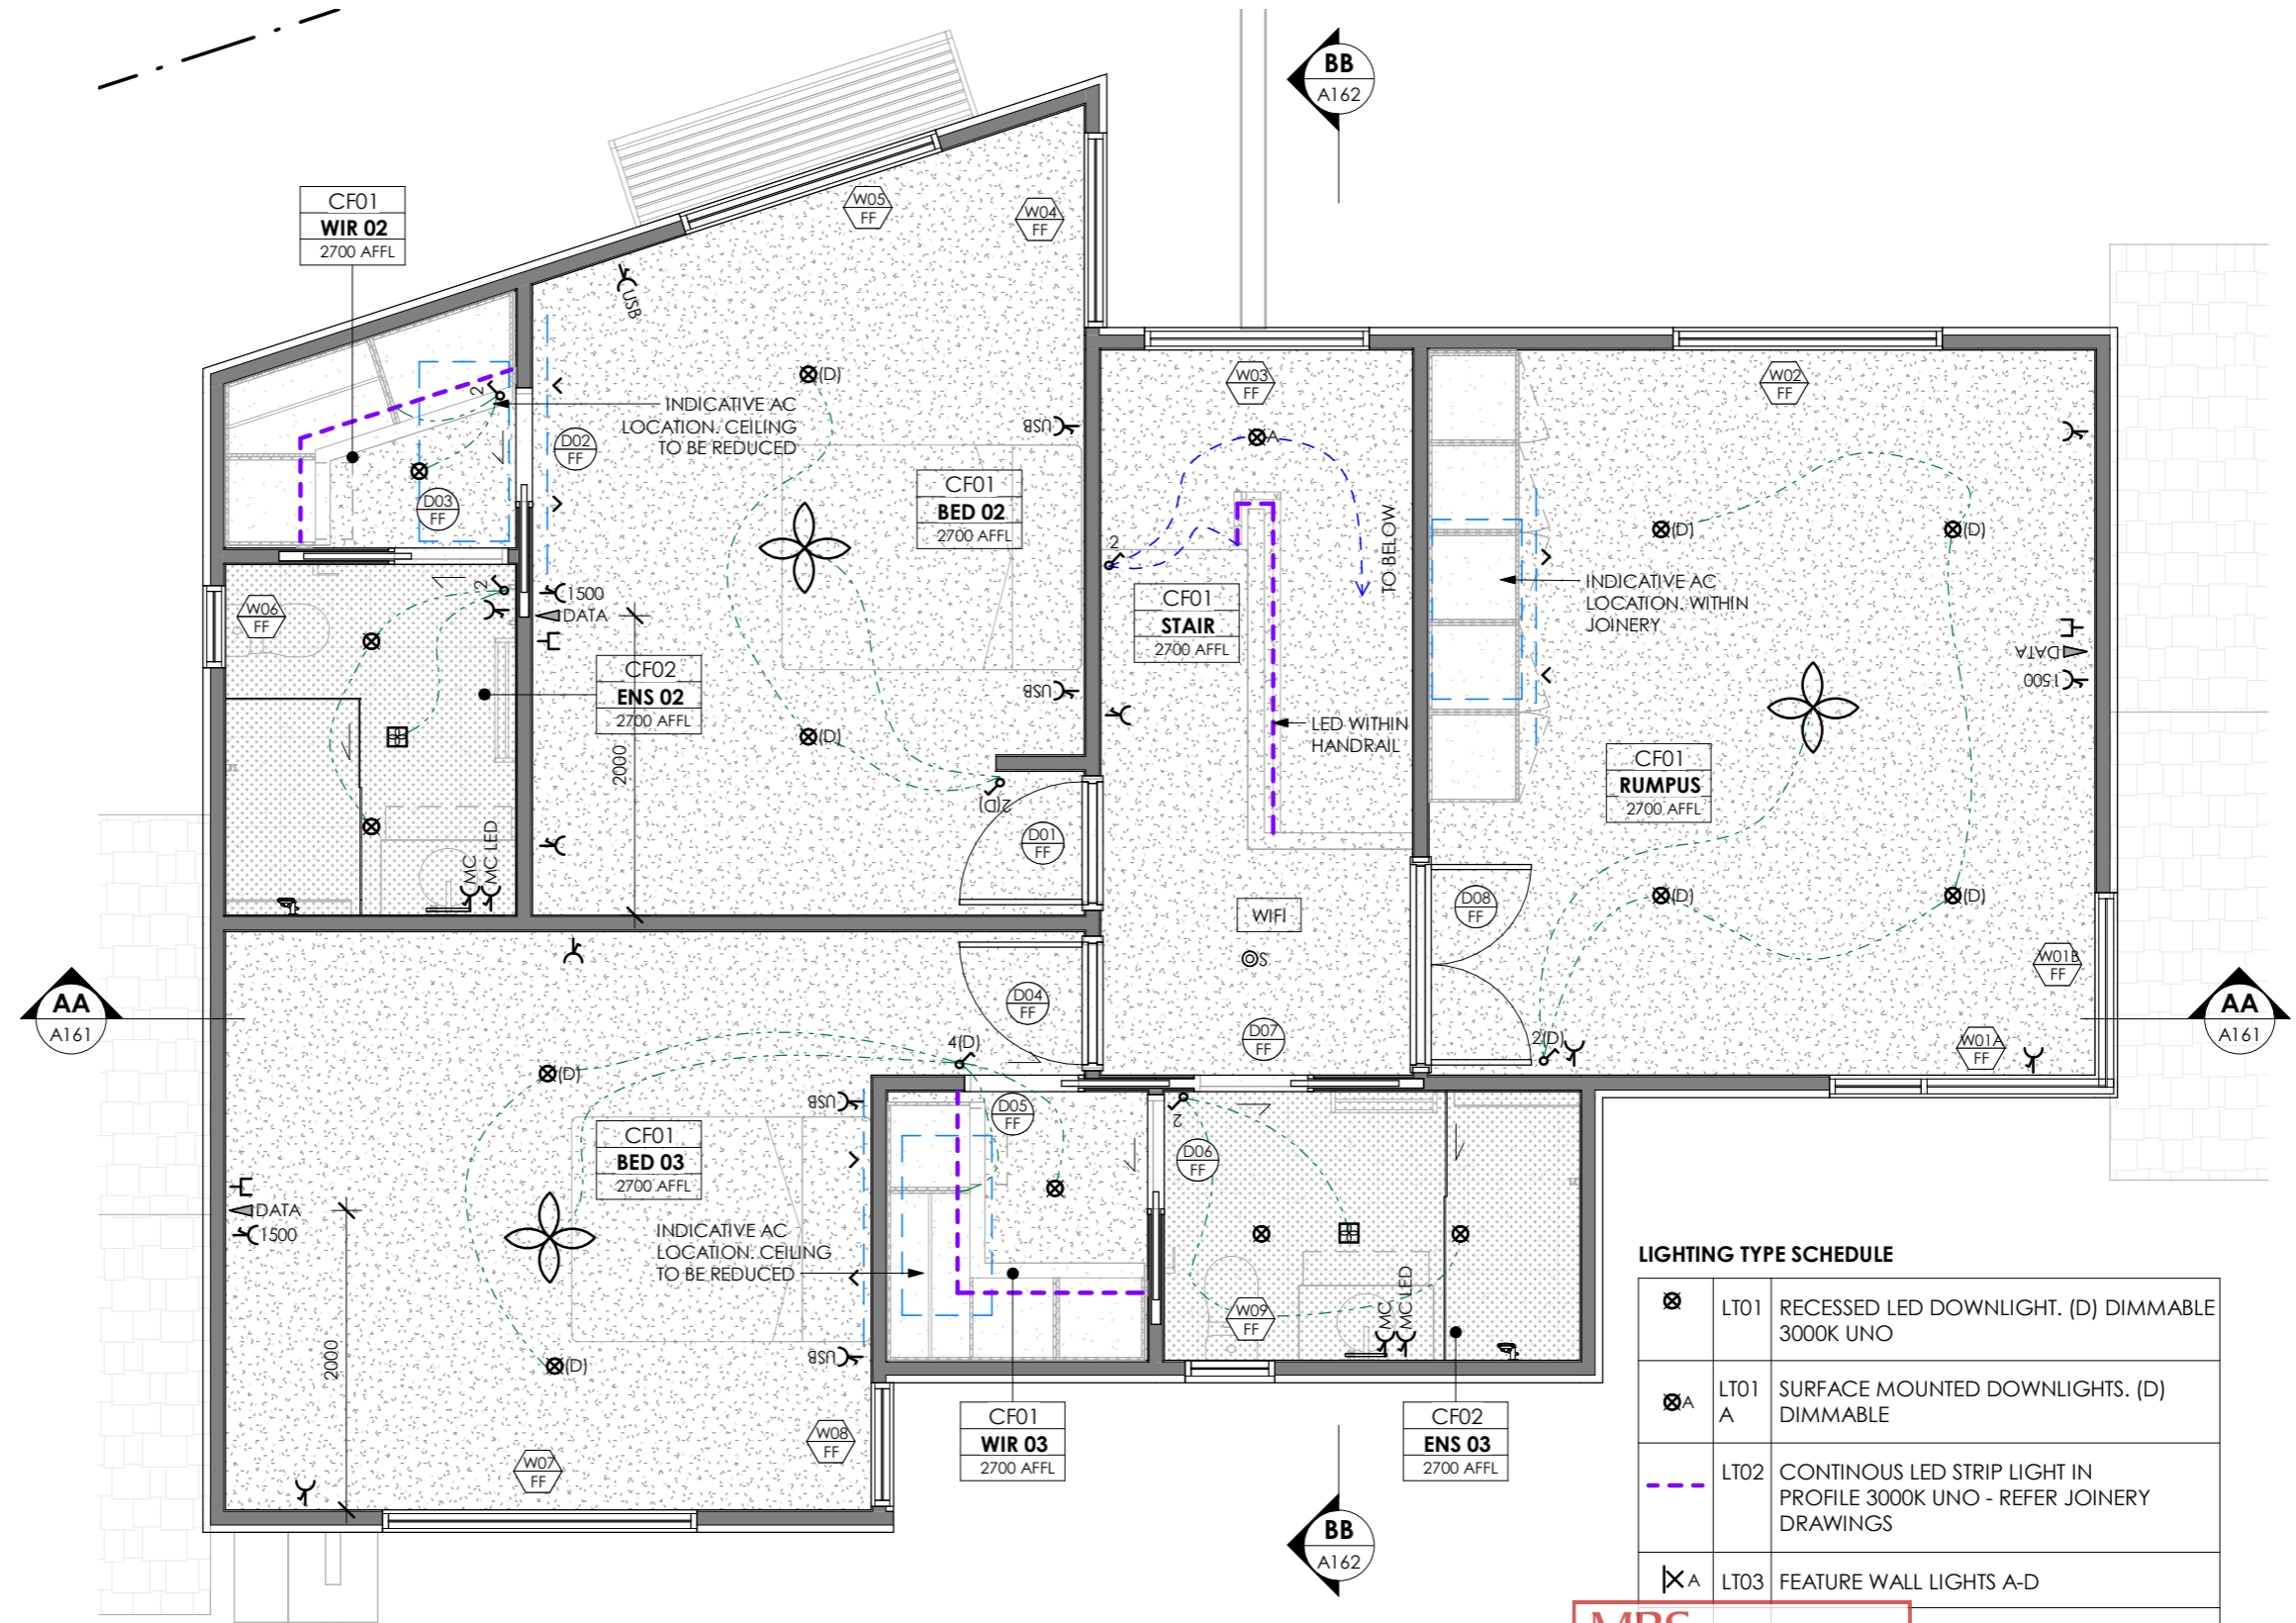 BB
A162
CF01
WIR 02
2700 AFFL
W05
FF
W04
FF
USB
(D)
W03
FF
W02
FF
2
INDICATIVE AC
LOCATION. CEILING
TO BE REDUCED
D02
FF
USB
A
CF01
BED 02
2700 AFFL
D03
FF
TO BELOW
(D)
(D)
2
INDICATIVE AC
LOCATION. WITHIN
JOINERY
W06
FF
2
1500
DATA
CF01
STAIR
2700 AFFL
DATA
1500
CF02
ENS 02
2700 AFFL
USB
LED WITHIN
HANDRAIL
2000
(D)
CF01
RUMPUS
2700 AFFL
2(D)
D01
FF
MC
MC LED
WIFI
D08
FF
(D)
(D)
S
W01B
FF
AA
A161
D04
FF
AA
A161
4(D)
D07
FF
2(D)
W01A
FF
(D)
USB
D05
FF
2
CF01
BED 03
2700 AFFL
D06
FF
DATA
1500
INDICATIVE AC
LOCATION. CEILING
TO BE REDUCED
W09
FF
MC
MC LED
2000
(D)
USB
W08
FF
W07
FF
CF01
WIR 03
2700 AFFL
CF02
ENS 03
2700 AFFL
BB
A162
LIGHTING TYPE SCHEDULE
LT01 RECESSED LED DOWNLIGHT. (D) DIMMABLE
3000K UNO
A LT01 SURFACE MOUNTED DOWNLIGHTS. (D)
A DIMMABLE
LT02 CONTINOUS LED STRIP LIGHT IN
PROFILE 3000K UNO - REFER JOINERY
DRAWINGS
A LT03 FEATURE WALL LIGHTS A-D